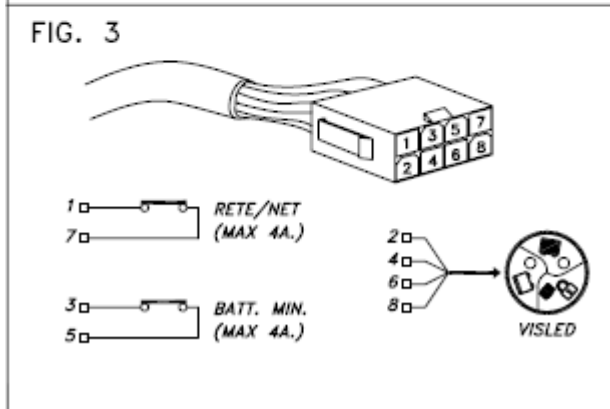 FIG. 3
1 3 5 7
2 4 6 8
1 RETE/NET
7 (MAX 4A.)
3 BATT. MIN.
5 (MAX 4A.)
2
4
6
8
VISLED